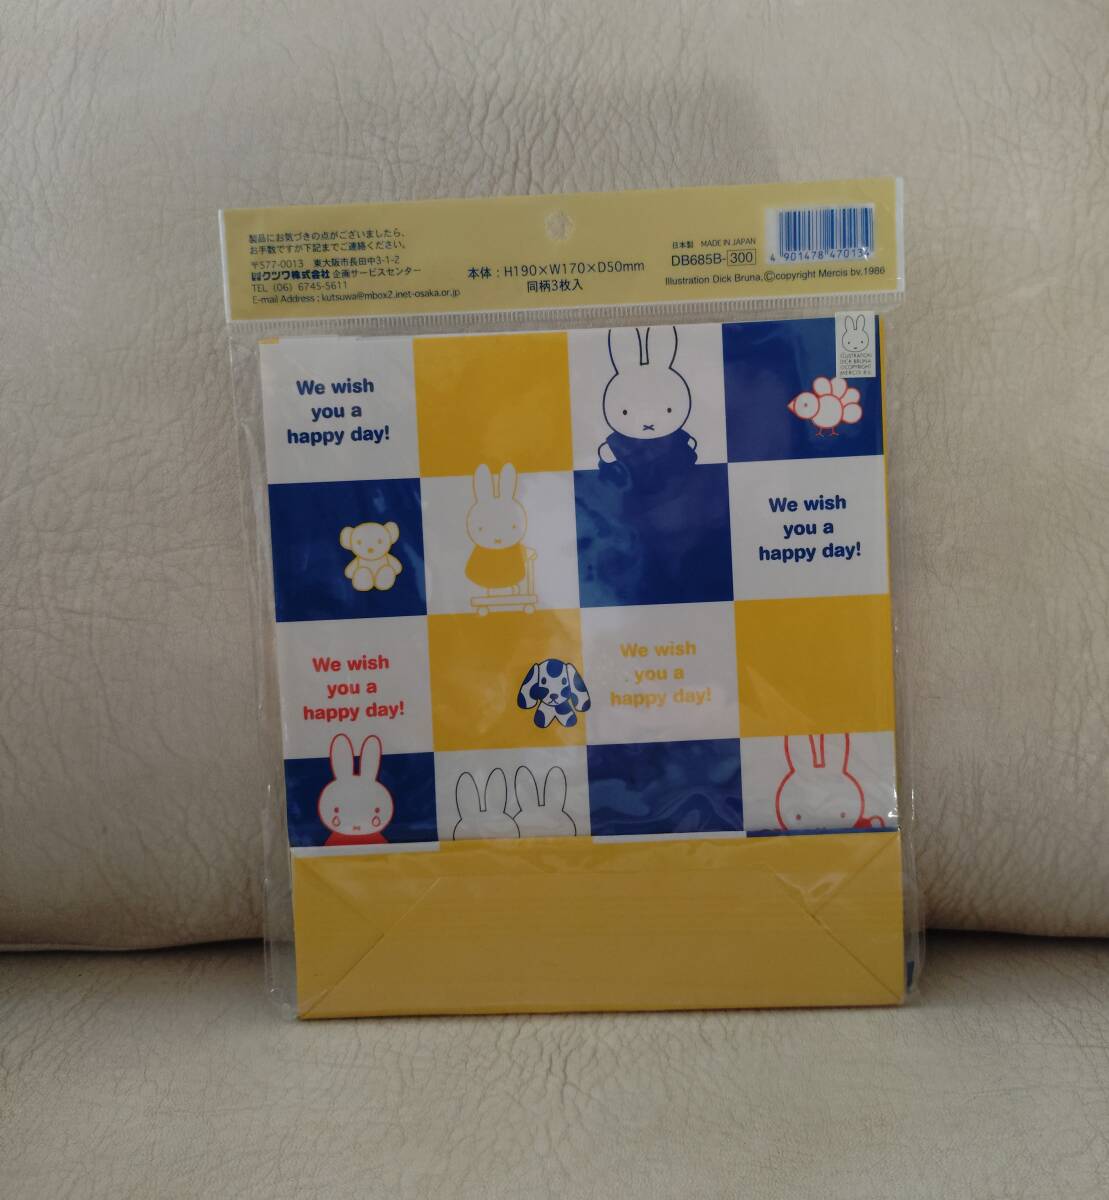 製品にお気づきの点がございましたら、
お手数ですが下記までご連絡ください。
〒577-0013 東大阪市長田中3-1-2
クツワ株式会社 企画サービスセンター
TEL (06) 6745-5611
E-mail Address : kutsuwa@mbox2.inet-osaka.or.jp
本体 : H190×W170×D50mm
同柄3枚入
日本製 MADE IN JAPAN
DB685B-300
4 901478 470134
Illustration Dick Bruna,©copyright Mercis bv,1986
ILLUSTRATION
DICK BRUNA
©COPYRIGHT
MERCIS B.V.
We wish
you a
happy day!
We wish
you a
happy day!
We wish
you a
happy day!
We wish
you a
happy day!